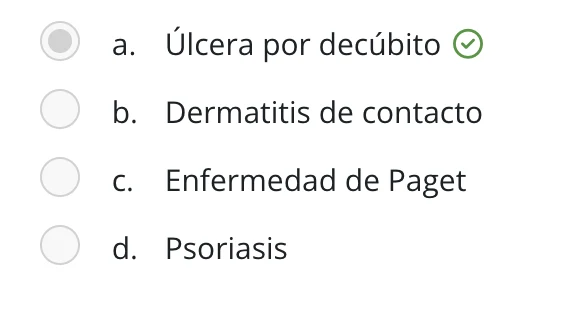 a. Úlcera por decúbito
b. Dermatitis de contacto
c. Enfermedad de Paget
d. Psoriasis